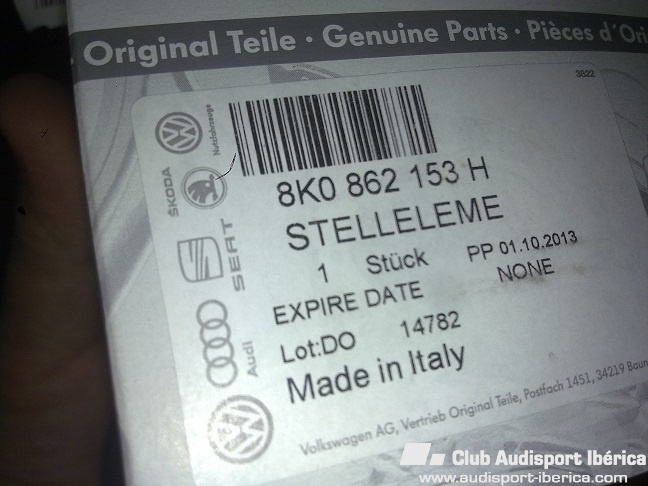 · Original Teile · Genuine Parts · Pièces d´Ori
3822
Nutzfahrzeuge
ŠKODA
SEAT
Audi
8K0 862 153 H
STELLELEME
1 Stück PP 01.10.2013
EXPIRE DATE NONE
Lot:DO 14782
Made in Italy
Volkswagen AG, Vertrieb Original Teile, Postfach 1451, 34219 Baun
Club Audisport Ibérica
www.audisport-iberica.com